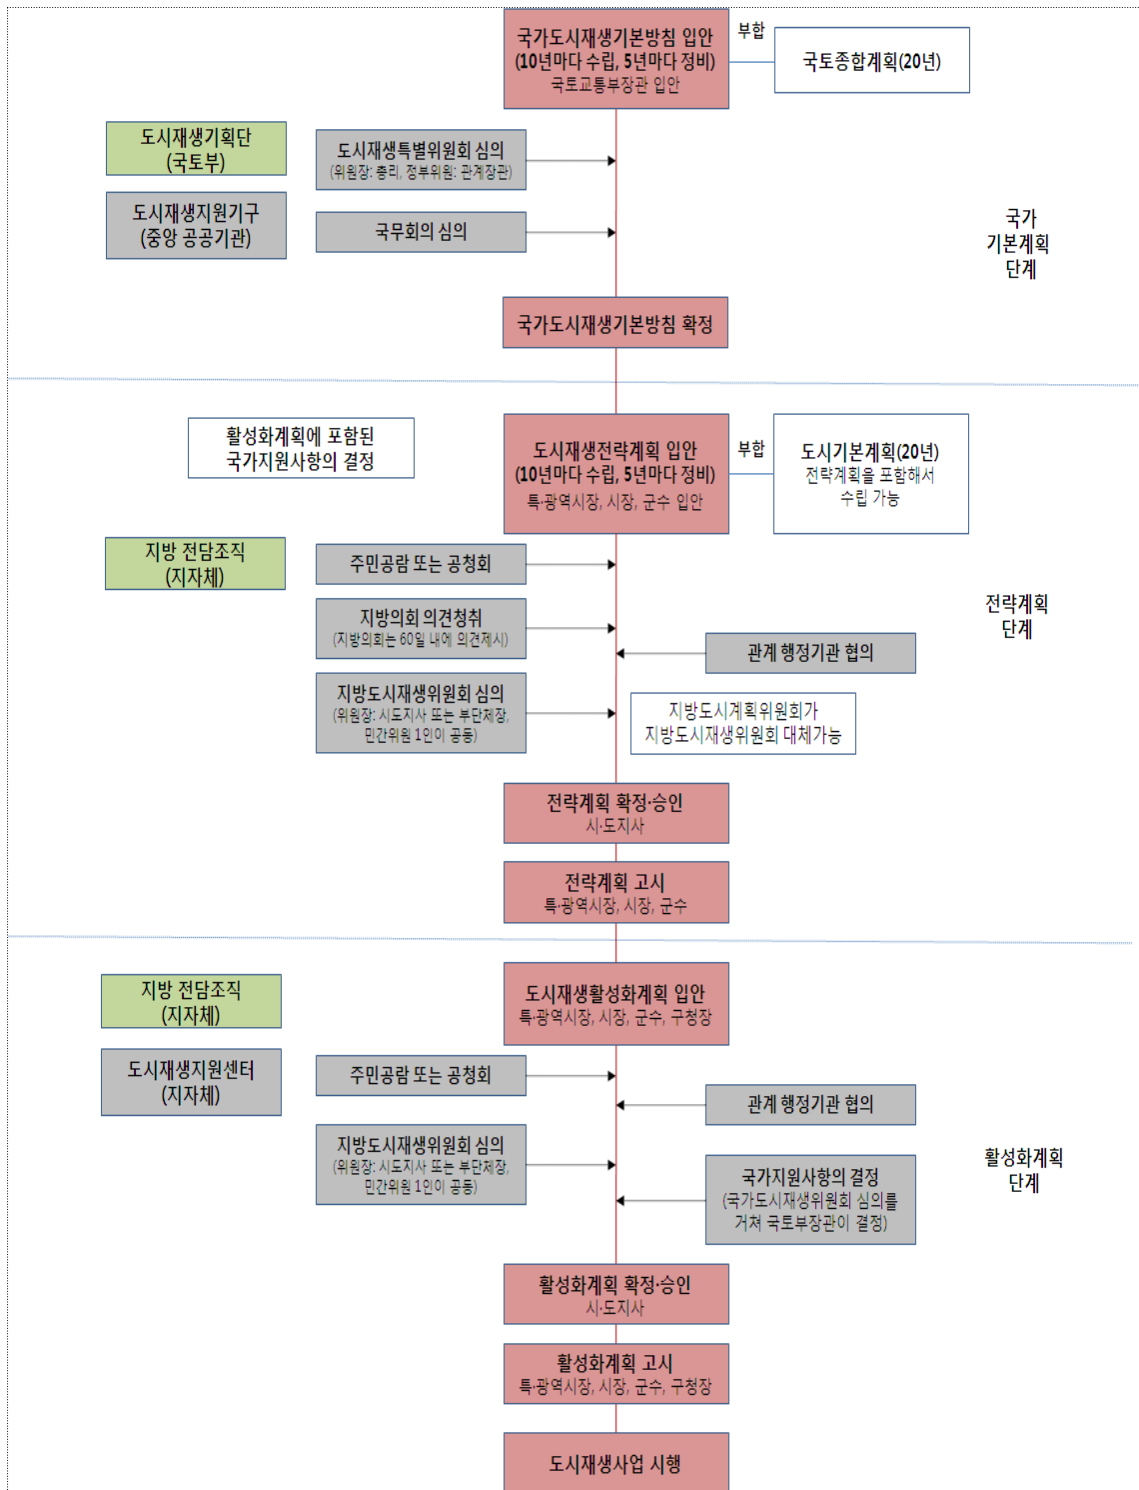 국가도시재생기본방침 입안
(10년마다 수립, 5년마다 정비)
국토교통부장관 입안
부합
국토종합계획(20년)
도시재생기획단
(국토부)
도시재생특별위원회 심의
(위원장: 총리, 정부위원: 관계장관)
도시재생지원기구
(중앙 공공기관)
국무회의 심의
국가
기본계획
단계
국가도시재생기본방침 확정
활성화계획에 포함된
국가지원사항의 결정
도시재생전략계획 입안
(10년마다 수립, 5년마다 정비)
특·광역시장, 시장, 군수 입안
부합
도시기본계획(20년)
전략계획을 포함해서
수립 가능
지방 전담조직
(지자체)
주민공람 또는 공청회
지방의회 의견청취
(지방의회는 60일 내에 의견제시)
관계 행정기관 협의
전략계획
단계
지방도시재생위원회 심의
(위원장: 시도지사 또는 부단체장,
민간위원 1인이 공동)
지방도시계획위원회가
지방도시재생위원회 대체가능
전략계획 확정·승인
시·도지사
전략계획 고시
특·광역시장, 시장, 군수
지방 전담조직
(지자체)
도시재생활성화계획 입안
특·광역시장, 시장, 군수, 구청장
도시재생지원센터
(지자체)
주민공람 또는 공청회
관계 행정기관 협의
지방도시재생위원회 심의
(위원장: 시도지사 또는 부단체장,
민간위원 1인이 공동)
국가지원사항의 결정
(국가도시재생위원회 심의를
거쳐 국토부장관이 결정)
활성화계획
단계
활성화계획 확정·승인
시·도지사
활성화계획 고시
특·광역시장, 시장, 군수, 구청장
도시재생사업 시행